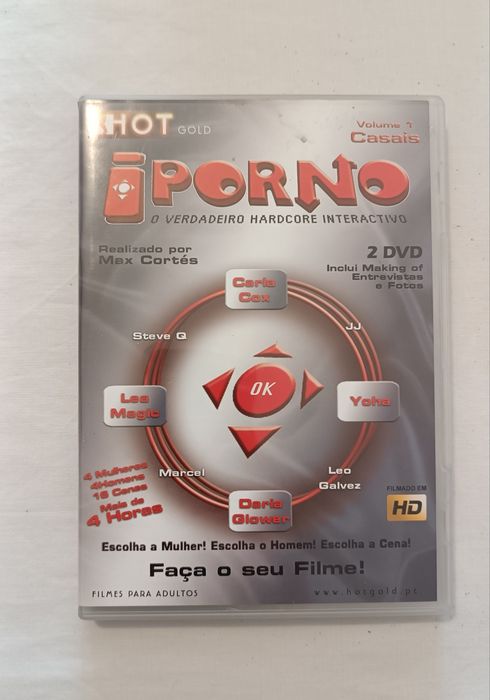 HOT GOLD
Volume 1
Casais
iPORNO
O VERDADEIRO HARDCORE INTERACTIVO
Realizado por
Max Cortés
2 DVD
Inclui Making of
Entrevistas
e Fotos
Carla
Cox
Steve Q
JJ
Lea
Magic
OK
Yoha
Marcel
Leo
Galvez
Daria
Glower
4 Mulheres
4Homens
16 Cenas
Mais de
4 Horas
FILMADO EM
HD
Escolha a Mulher! Escolha o Homem! Escolha a Cena!
Faça o seu Filme!
FILMES PARA ADULTOS
www.hotgold.pt